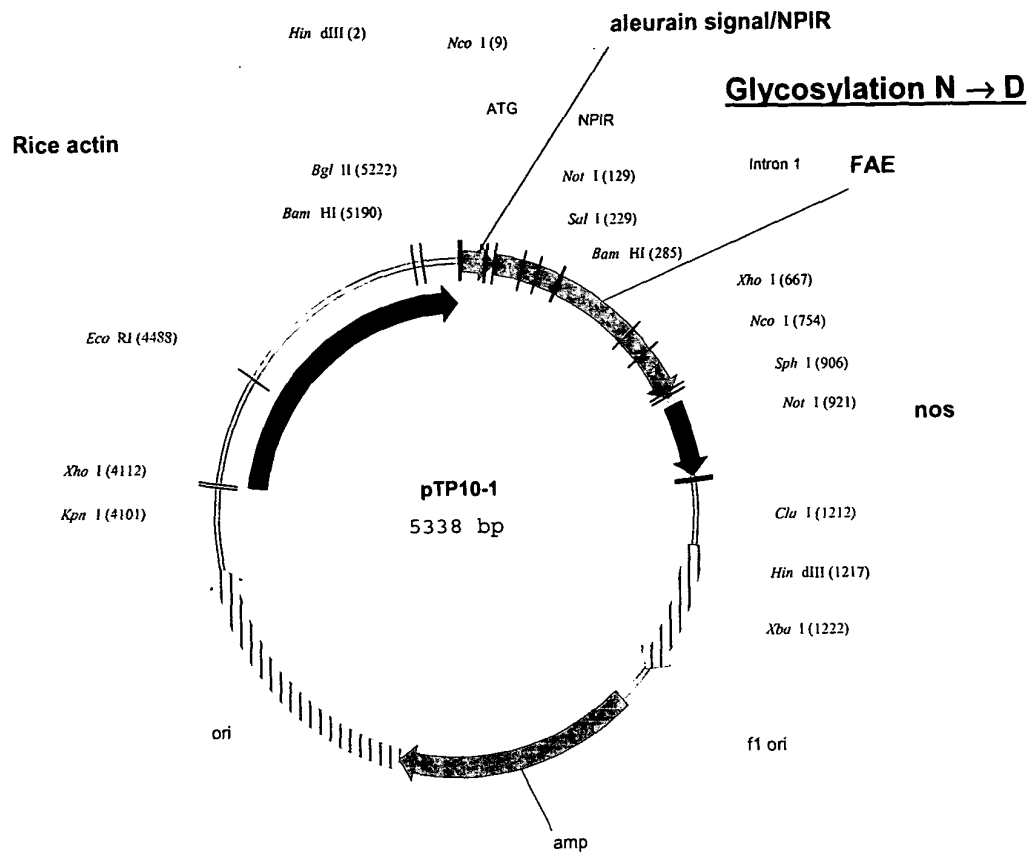 Hin dIII (2)
Nco I (9)
aleurain signal/NPIR
Glycosylation N → D
ATG
NPIR
Rice actin
Bgl II (5222)
Not I (129)
Intron 1
FAE
Bam HI (5190)
Sal I (229)
Bam HI (285)
Xho I (667)
Nco I (754)
Eco RI (4488)
Sph I (906)
Not I (921)
nos
Xho I (4112)
Kpn I (4101)
pTP10-1
5338 bp
Cla I (1212)
Hin dIII (1217)
Xba I (1222)
ori
f1 ori
amp